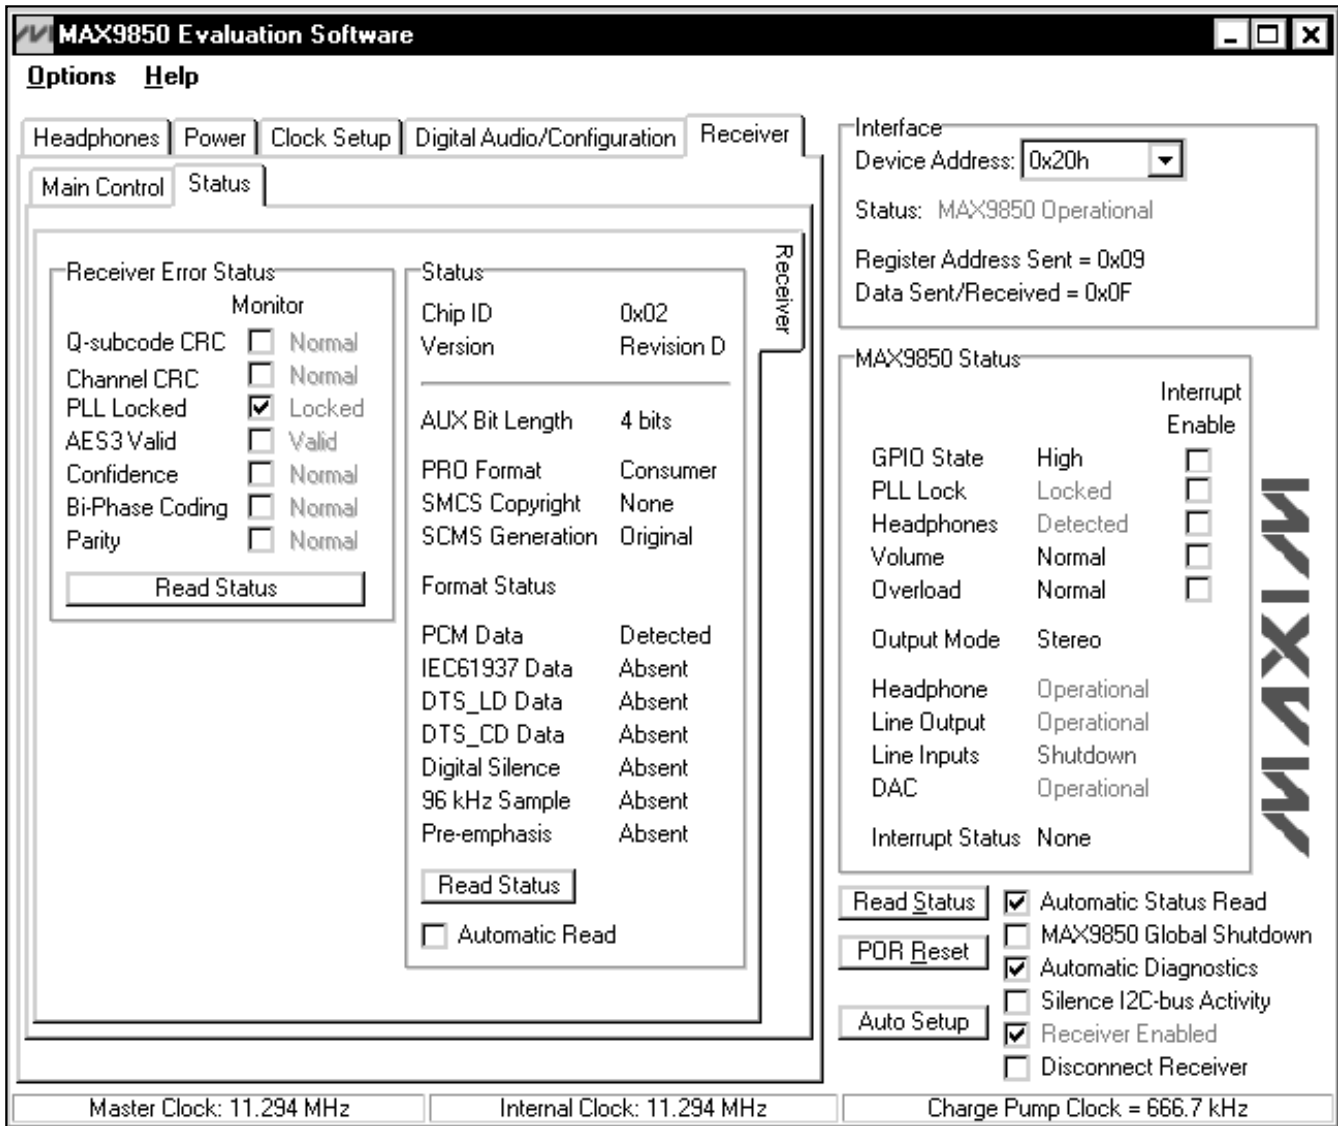 MAX9850 Evaluation Software
Options Help
Headphones Power Clock Setup Digital Audio/Configuration Receiver
Main Control Status
Receiver
Receiver Error Status
Monitor
Q-subcode CRC Normal
Channel CRC Normal
PLL Locked Locked
AES3 Valid Valid
Confidence Normal
Bi-Phase Coding Normal
Parity Normal
Read Status
Status
Chip ID 0x02
Version Revision D
AUX Bit Length 4 bits
PRO Format Consumer
SMCS Copyright None
SCMS Generation Original
Format Status
PCM Data Detected
IEC61937 Data Absent
DTS_LD Data Absent
DTS_CD Data Absent
Digital Silence Absent
96 kHz Sample Absent
Pre-emphasis Absent
Read Status
Automatic Read
Interface
Device Address: 0x20h
Status: MAX9850 Operational
Register Address Sent = 0x09
Data Sent/Received = 0x0F
MAX9850 Status
Interrupt
Enable
GPIO State High
PLL Lock Locked
Headphones Detected
Volume Normal
Overload Normal
Output Mode Stereo
Headphone Operational
Line Output Operational
Line Inputs Shutdown
DAC Operational
Interrupt Status None
MAXIM
Read Status Automatic Status Read
MAX9850 Global Shutdown
POR Reset Automatic Diagnostics
Silence I2C-bus Activity
Auto Setup Receiver Enabled
Disconnect Receiver
Master Clock: 11.294 MHz Internal Clock: 11.294 MHz Charge Pump Clock = 666.7 kHz